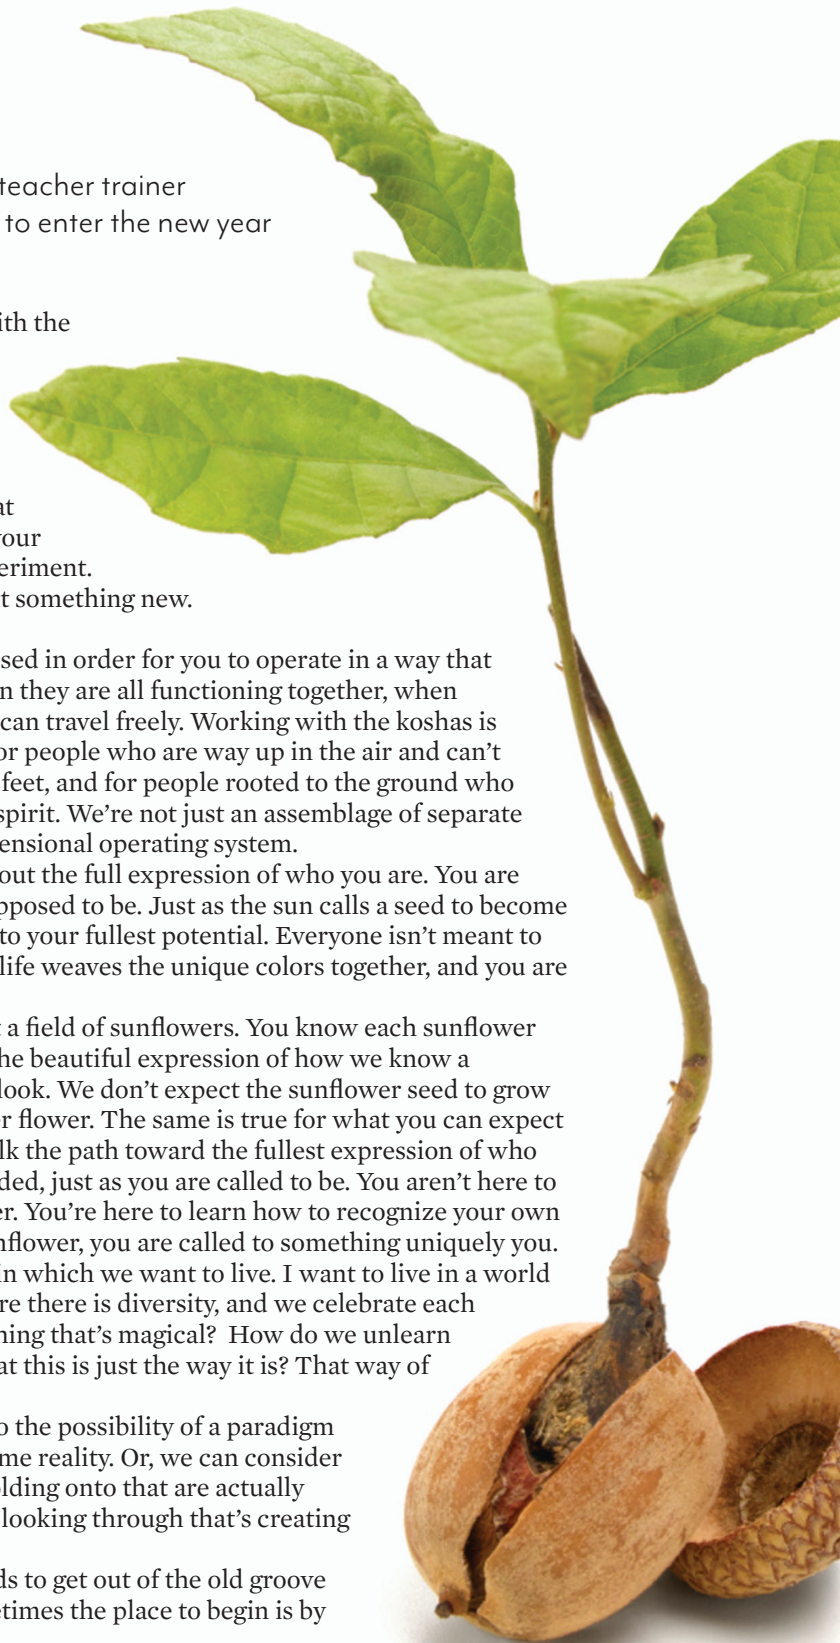 teacher trainer
to enter the new year
ith the
at
your
eriment.
t something new.
sed in order for you to operate in a way that
n they are all functioning together, when
can travel freely. Working with the koshas is
or people who are way up in the air and can’t
feet, and for people rooted to the ground who
spirit. We’re not just an assemblage of separate
ensional operating system.
out the full expression of who you are. You are
pposed to be. Just as the sun calls a seed to become
to your fullest potential. Everyone isn’t meant to
life weaves the unique colors together, and you are
t a field of sunflowers. You know each sunflower
he beautiful expression of how we know a
look. We don’t expect the sunflower seed to grow
er flower. The same is true for what you can expect
lk the path toward the fullest expression of who
ded, just as you are called to be. You aren’t here to
er. You’re here to learn how to recognize your own
nflower, you are called to something uniquely you.
in which we want to live. I want to live in a world
re there is diversity, and we celebrate each
hing that’s magical? How do we unlearn
at this is just the way it is? That way of
o the possibility of a paradigm
me reality. Or, we can consider
olding onto that are actually
looking through that’s creating
ds to get out of the old groove
etimes the place to begin is by